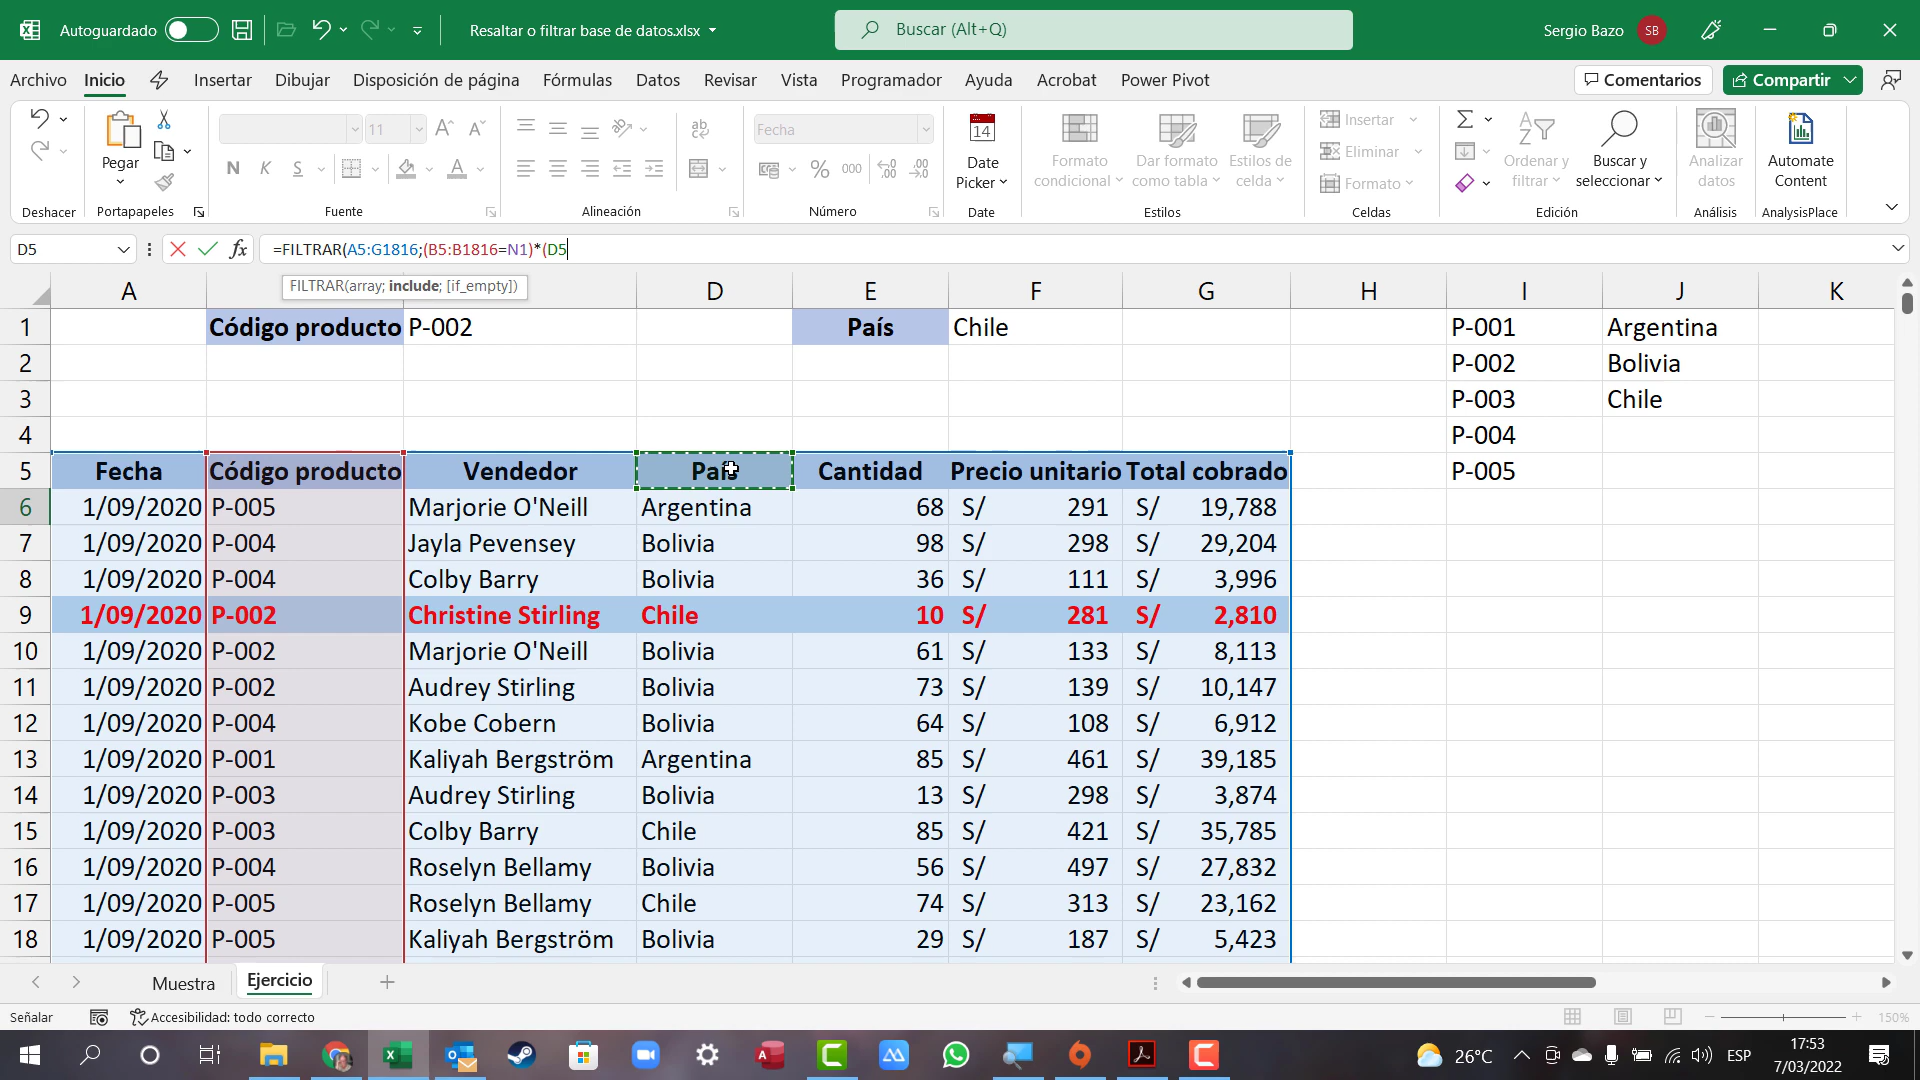 Autoguardado Resaltar o filtrar base de datos.xlsx Buscar (Alt+Q) Sergio Bazo SB
Archivo Inicio Insertar Dibujar Disposición de página Fórmulas Datos Revisar Vista Programador Ayuda Acrobat Power Pivot Comentarios Compartir
11 Fecha 14 Insertar
Pegar N K S % 000 Date Picker Formato condicional Dar formato como tabla Estilos de celda Eliminar Formato Ordenar y filtrar Buscar y seleccionar Analizar datos Automate Content
Deshacer Portapapeles Fuente Alineación Número Date Estilos Celdas Edición Análisis AnalysisPlace
D5 fx =FILTRAR(A5:G1816;(B5:B1816=N1)*(D5
FILTRAR(array; include; [if_empty])
A D E F G H I J K
1 Código producto P-002 País Chile P-001 Argentina
2 P-002 Bolivia
3 P-003 Chile
4 P-004
5 Fecha Código producto Vendedor País Cantidad Precio unitario Total cobrado P-005
6 1/09/2020 P-005 Marjorie O'Neill Argentina 68 S/ 291 S/ 19,788
7 1/09/2020 P-004 Jayla Pevensey Bolivia 98 S/ 298 S/ 29,204
8 1/09/2020 P-004 Colby Barry Bolivia 36 S/ 111 S/ 3,996
9 1/09/2020 P-002 Christine Stirling Chile 10 S/ 281 S/ 2,810
10 1/09/2020 P-002 Marjorie O'Neill Bolivia 61 S/ 133 S/ 8,113
11 1/09/2020 P-002 Audrey Stirling Bolivia 73 S/ 139 S/ 10,147
12 1/09/2020 P-004 Kobe Cobern Bolivia 64 S/ 108 S/ 6,912
13 1/09/2020 P-001 Kaliyah Bergström Argentina 85 S/ 461 S/ 39,185
14 1/09/2020 P-003 Audrey Stirling Bolivia 13 S/ 298 S/ 3,874
15 1/09/2020 P-003 Colby Barry Chile 85 S/ 421 S/ 35,785
16 1/09/2020 P-004 Roselyn Bellamy Bolivia 56 S/ 497 S/ 27,832
17 1/09/2020 P-005 Roselyn Bellamy Chile 74 S/ 313 S/ 23,162
18 1/09/2020 P-005 Kaliyah Bergström Bolivia 29 S/ 187 S/ 5,423
Muestra Ejercicio
Señalar Accesibilidad: todo correcto 150%
26°C ESP 17:53
7/03/2022